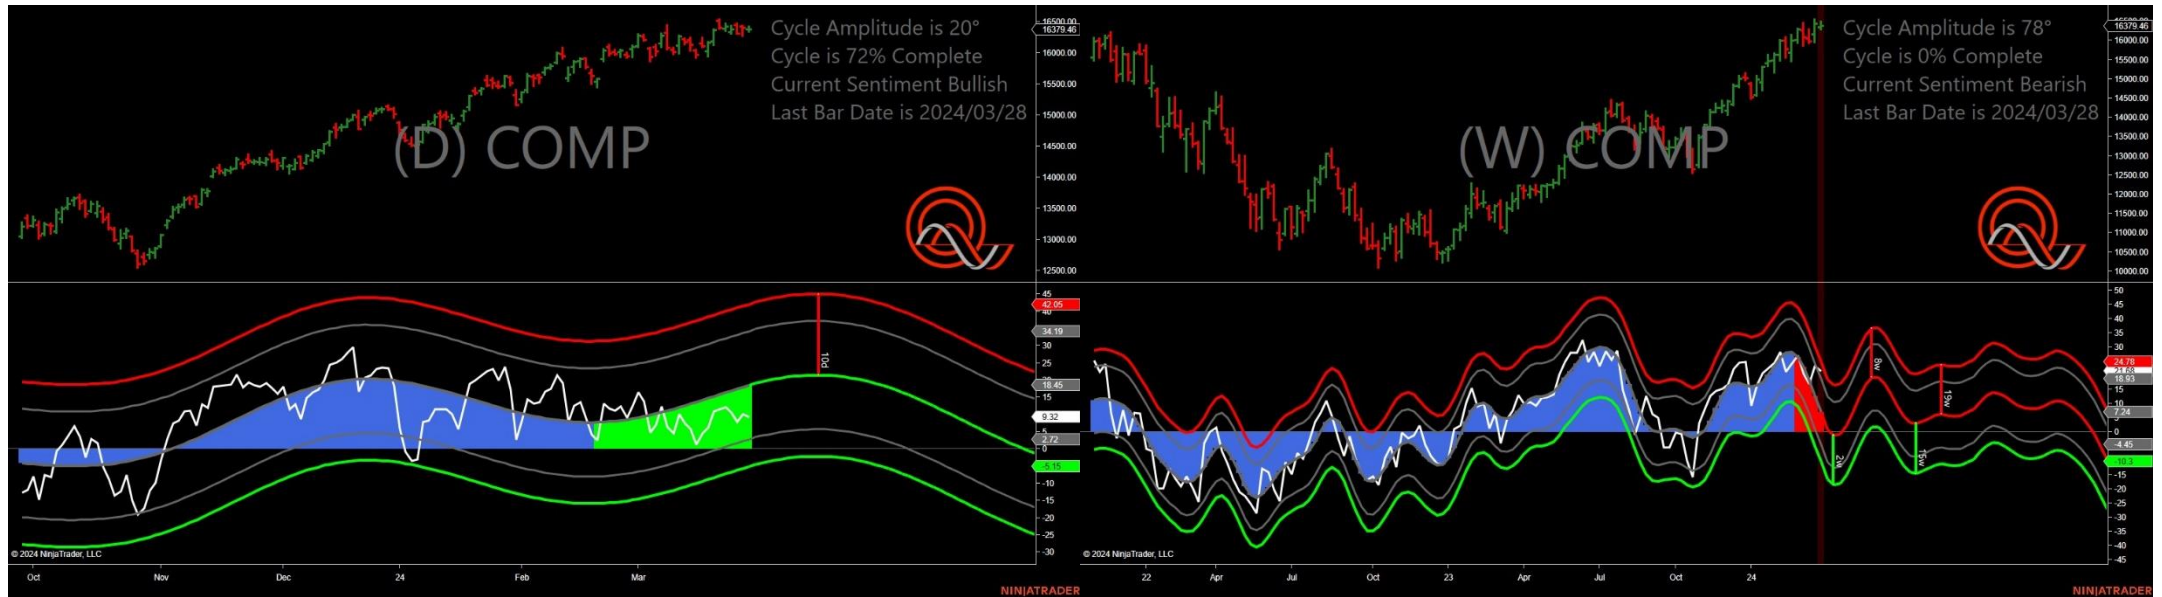 Cycle Amplitude is 20°
Cycle is 72% Complete
Current Sentiment Bullish
Last Bar Date is 2024/03/28
(D) COMP
16500.00
16379.46
16000.00
15500.00
15000.00
14500.00
14000.00
13500.00
13000.00
12500.00
45
42.05
40
34.19
30
25
18.45
15
9.32
5
2.72
0
-5.15
-10
-15
-20
-25
-30
10d
© 2024 NinjaTrader, LLC
Oct Nov Dec 24 Feb Mar
NINJATRADER
Cycle Amplitude is 78°
Cycle is 0% Complete
Current Sentiment Bearish
Last Bar Date is 2024/03/28
(W) COMP
16379.46
16000.00
15000.00
14500.00
14000.00
13500.00
13000.00
12500.00
12000.00
11500.00
11000.00
10500.00
10000.00
50
45
40
35
30
24.78
18.93
15
7.24
0
-4.45
-10.3
-15
-20
-25
-30
-35
-40
-45
8w
19w
2w
15w
© 2024 NinjaTrader, LLC
22 Apr Jul Oct 23 Apr Jul Oct 24
NINJATRADER